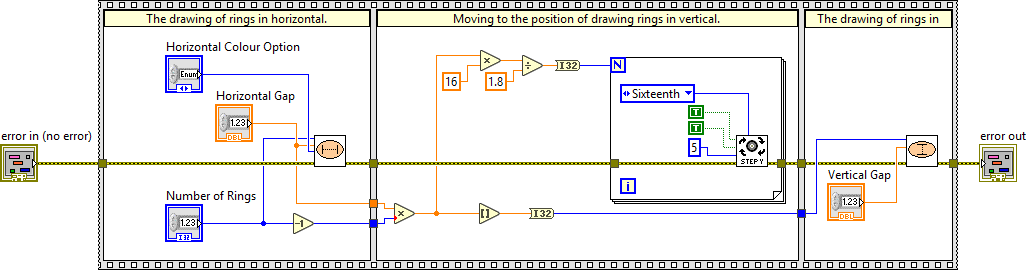 The drawing of rings in horizontal.
Moving to the position of drawing rings in vertical.
The drawing of rings in
Horizontal Colour Option
Enum
Horizontal Gap
1.23
DBL
error in (no error)
Number of Rings
1.23
I32
-1
×
16
×
1.8
÷
I32
N
Sixteenth
T
T
5
STEP Y
i
[ ]
I32
Vertical Gap
1.23
DBL
error out